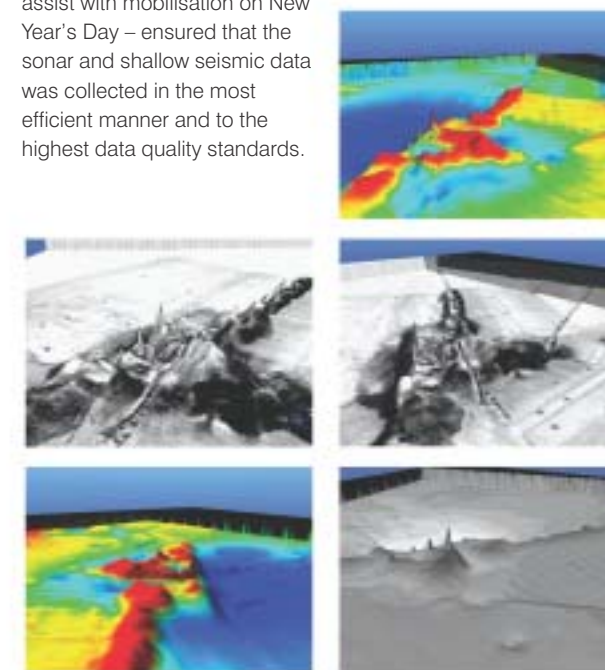 assist with mobilisation on New
Year’s Day – ensured that the
sonar and shallow seismic data
was collected in the most
efficient manner and to the
highest data quality standards.